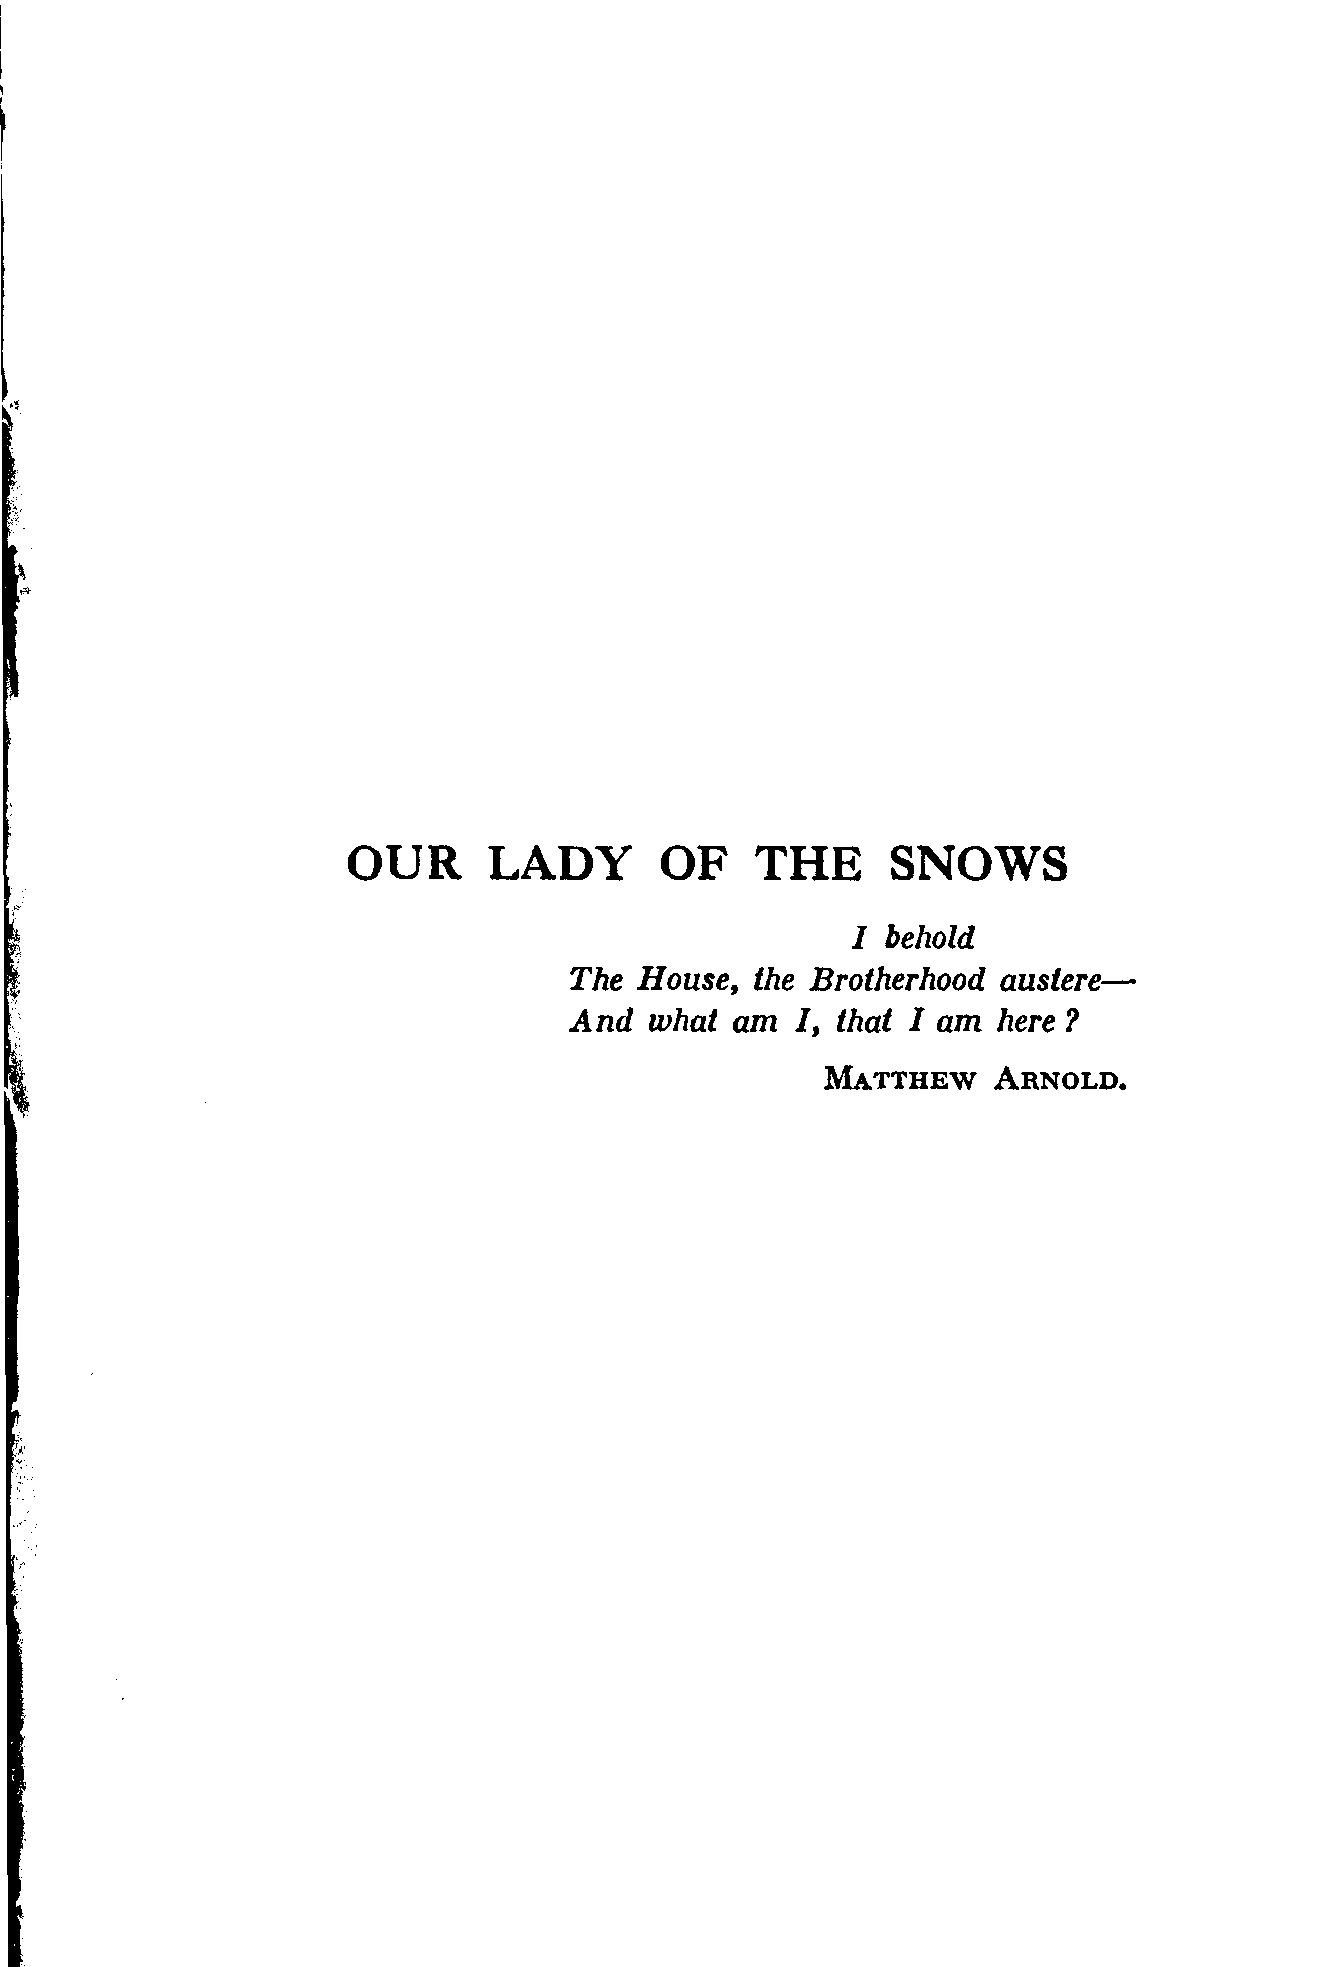 OUR LADY OF THE SNOWS
I behold
The House, the Brotherhood austere—
And what am I, that I am here?
MATTHEW ARNOLD.